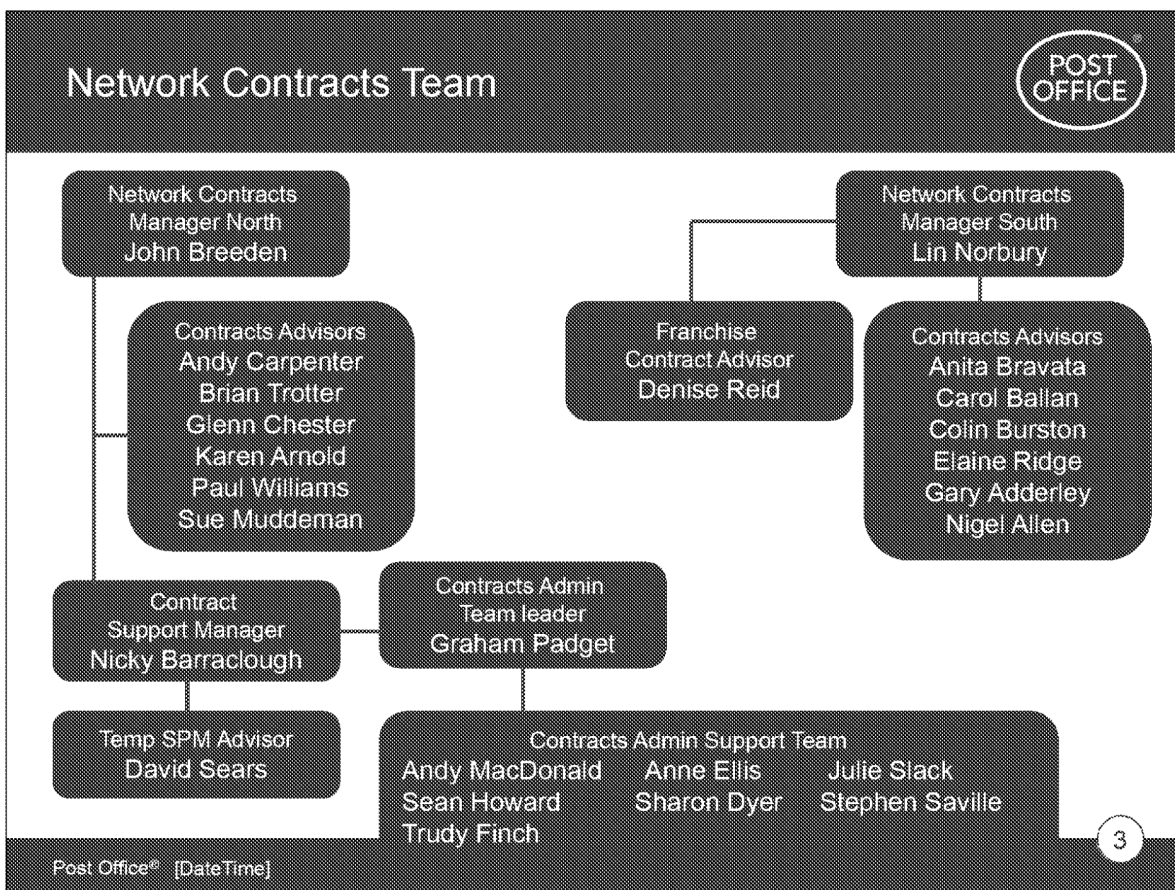 Network Contracts Team
POST
OFFICE
®
Network Contracts
Manager North
John Breeden
Network Contracts
Manager South
Lin Norbury
Contracts Advisors
Andy Carpenter
Brian Trotter
Glenn Chester
Karen Arnold
Paul Williams
Sue Muddeman
Franchise
Contract Advisor
Denise Reid
Contracts Advisors
Anita Bravata
Carol Ballan
Colin Burston
Elaine Ridge
Gary Adderley
Nigel Allen
Contract
Support Manager
Nicky Barraclough
Contracts Admin
Team leader
Graham Padget
Temp SPM Advisor
David Sears
Contracts Admin Support Team
Andy MacDonald Anne Ellis Julie Slack
Sean Howard Sharon Dyer Stephen Saville
Trudy Finch
Post Office® [DateTime]
3